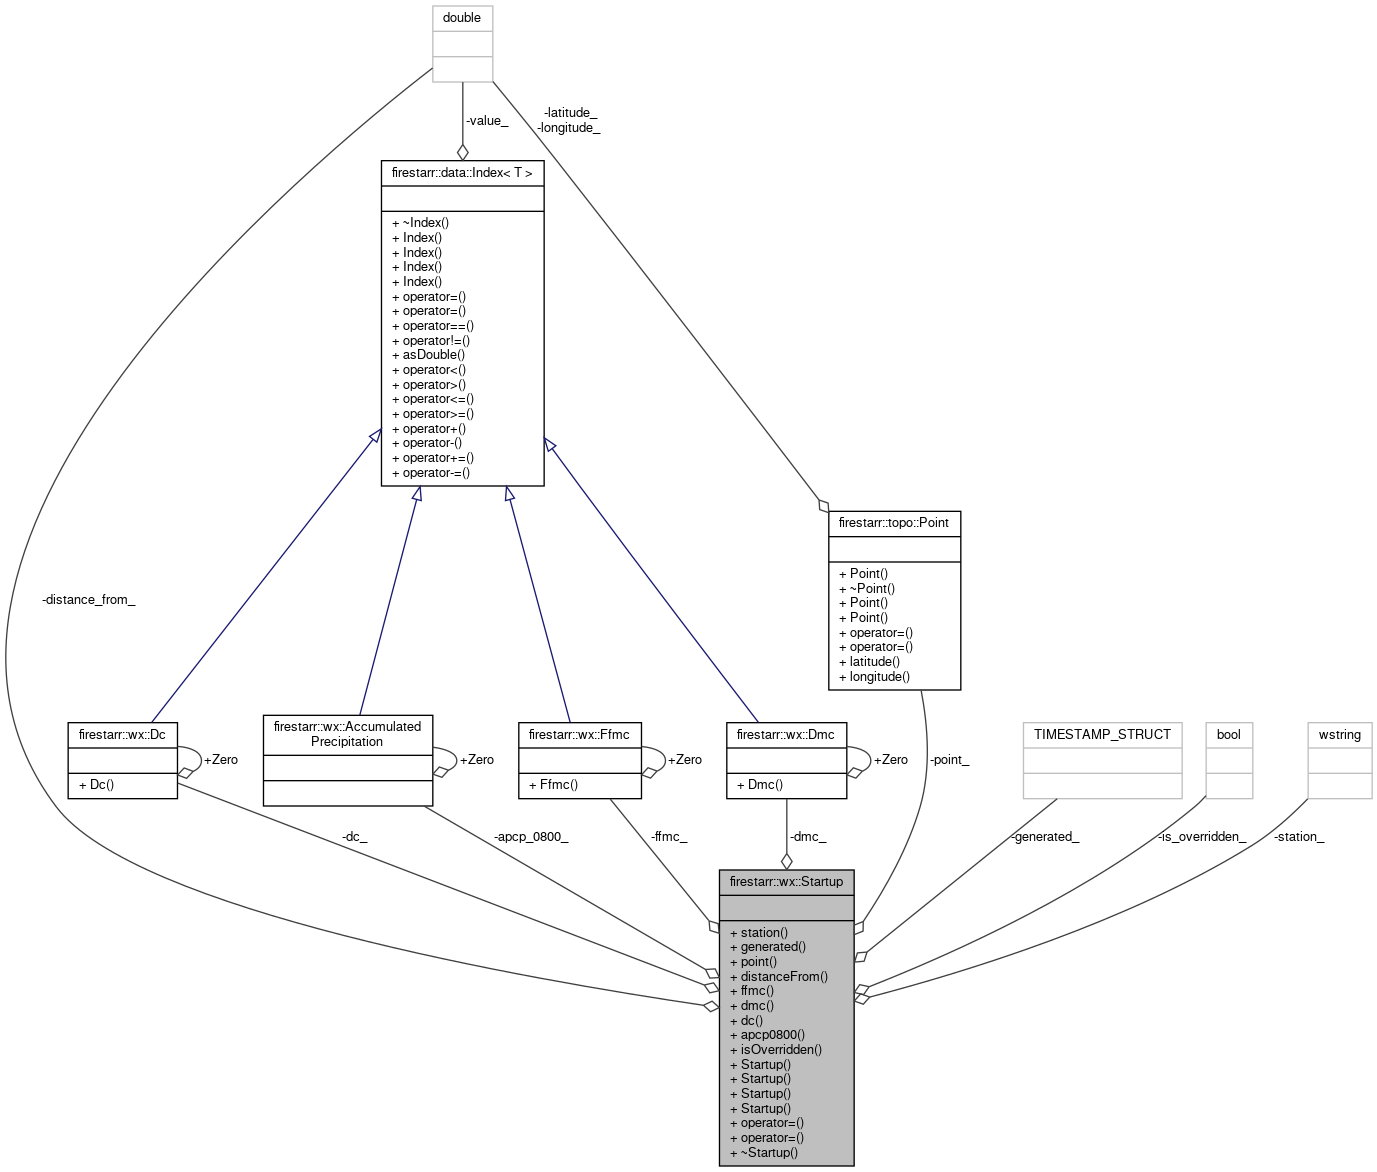 double
-latitude_
-longitude_
-value_
firestarr::data::Index< T >
+ ~Index()
+ Index()
+ Index()
+ Index()
+ Index()
+ operator=()
+ operator=()
+ operator==()
+ operator!=()
+ asDouble()
+ operator<()
+ operator>()
+ operator<=()
+ operator>=()
+ operator+()
+ operator-()
+ operator+=()
+ operator-=()
firestarr::topo::Point
+ Point()
+ ~Point()
+ Point()
+ Point()
+ operator=()
+ operator=()
+ latitude()
+ longitude()
-distance_from_
firestarr::wx::Dc
+ Dc()
+Zero
firestarr::wx::Accumulated
Precipitation
+Zero
firestarr::wx::Ffmc
+ Ffmc()
+Zero
firestarr::wx::Dmc
+ Dmc()
+Zero
-point_
TIMESTAMP_STRUCT
bool
wstring
-dc_
-apcp_0800_
-ffmc_
-dmc_
-generated_
-is_overridden_
-station_
firestarr::wx::Startup
+ station()
+ generated()
+ point()
+ distanceFrom()
+ ffmc()
+ dmc()
+ dc()
+ apcp0800()
+ isOverridden()
+ Startup()
+ Startup()
+ Startup()
+ Startup()
+ operator=()
+ operator=()
+ ~Startup()